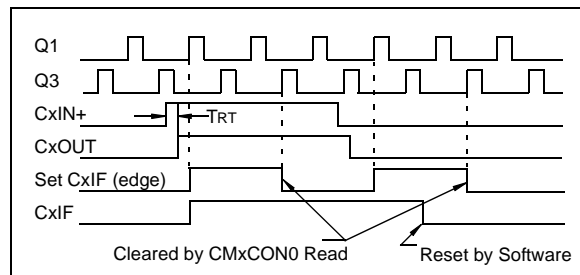 Q1
Q3
CxIN+
TRT
CxOUT
Set CxIF (edge)
CxIF
Cleared by CMxCON0 Read
Reset by Software